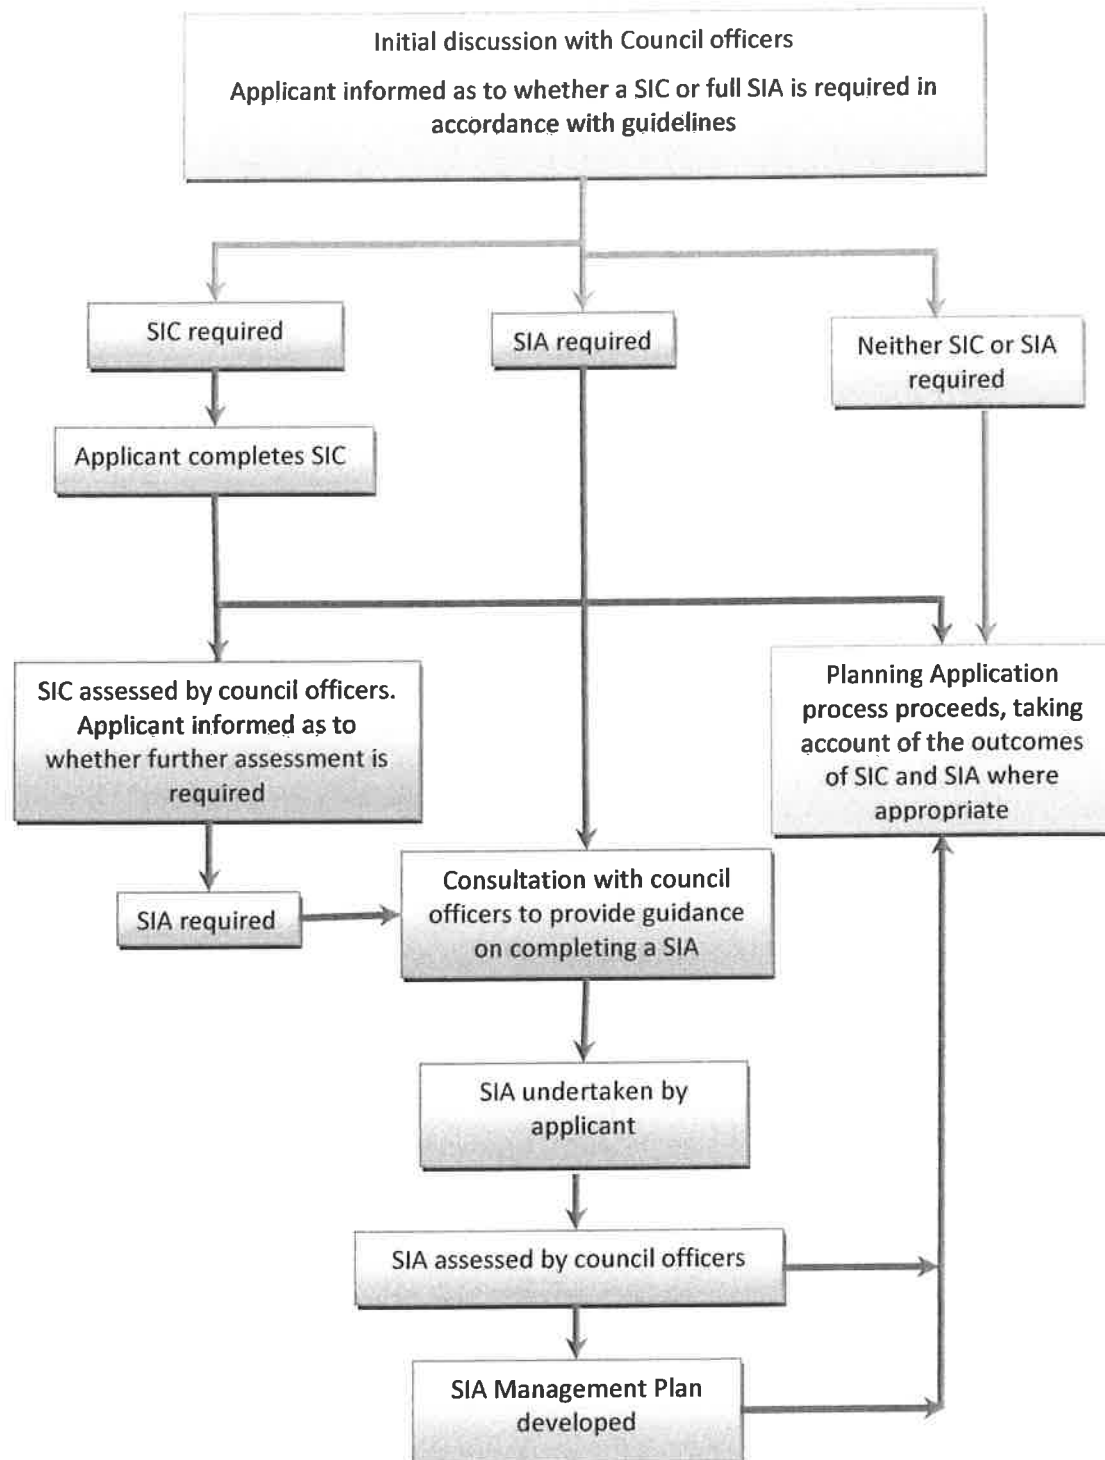 Initial discussion with Council officers
Applicant informed as to whether a SIC or full SIA is required in
accordance with guidelines
SIC required
SIA required
Neither SIC or SIA
required
Applicant completes SIC
SIC assessed by council officers.
Applicant informed as to
whether further assessment is
required
Planning Application
process proceeds, taking
account of the outcomes
of SIC and SIA where
appropriate
SIA required
Consultation with council
officers to provide guidance
on completing a SIA
SIA undertaken by
applicant
SIA assessed by council officers
SIA Management Plan
developed